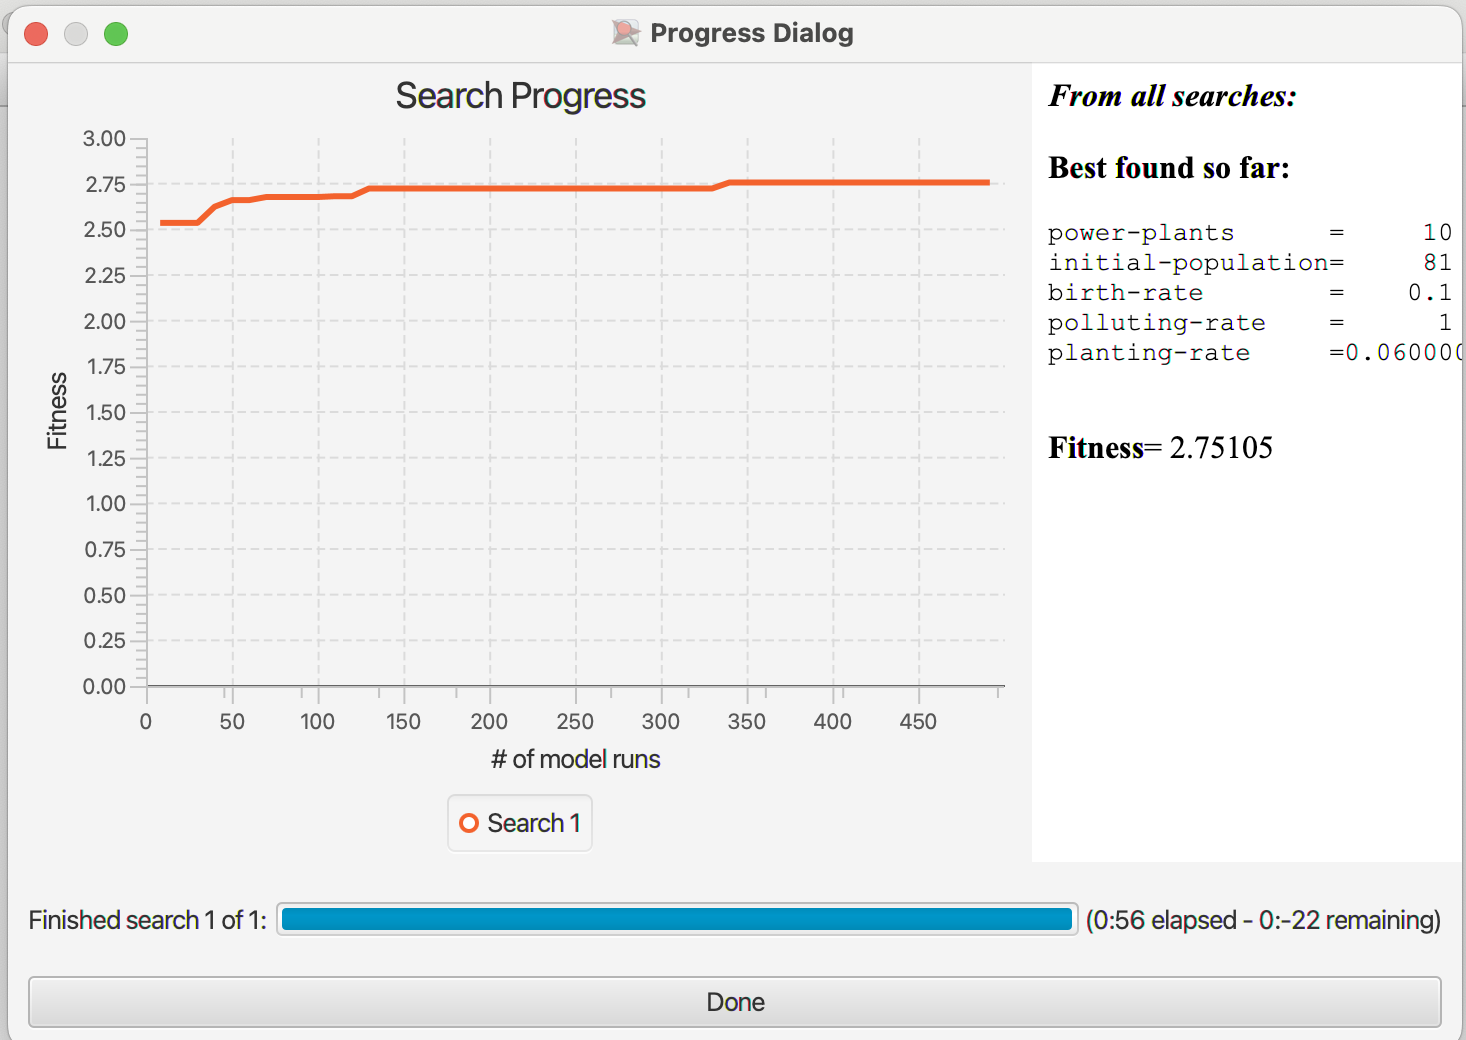 Progress Dialog
Search Progress
3.00
2.75
2.50
2.25
2.00
1.75
1.50
1.25
1.00
0.75
0.50
0.25
0.00
Fitness
0 50 100 150 200 250 300 350 400 450
# of model runs
Search 1
From all searches:
Best found so far:
power-plants = 10
initial-population= 81
birth-rate = 0.1
polluting-rate = 1
planting-rate =0.060000
Fitness= 2.75105
Finished search 1 of 1: (0:56 elapsed - 0:-22 remaining)
Done